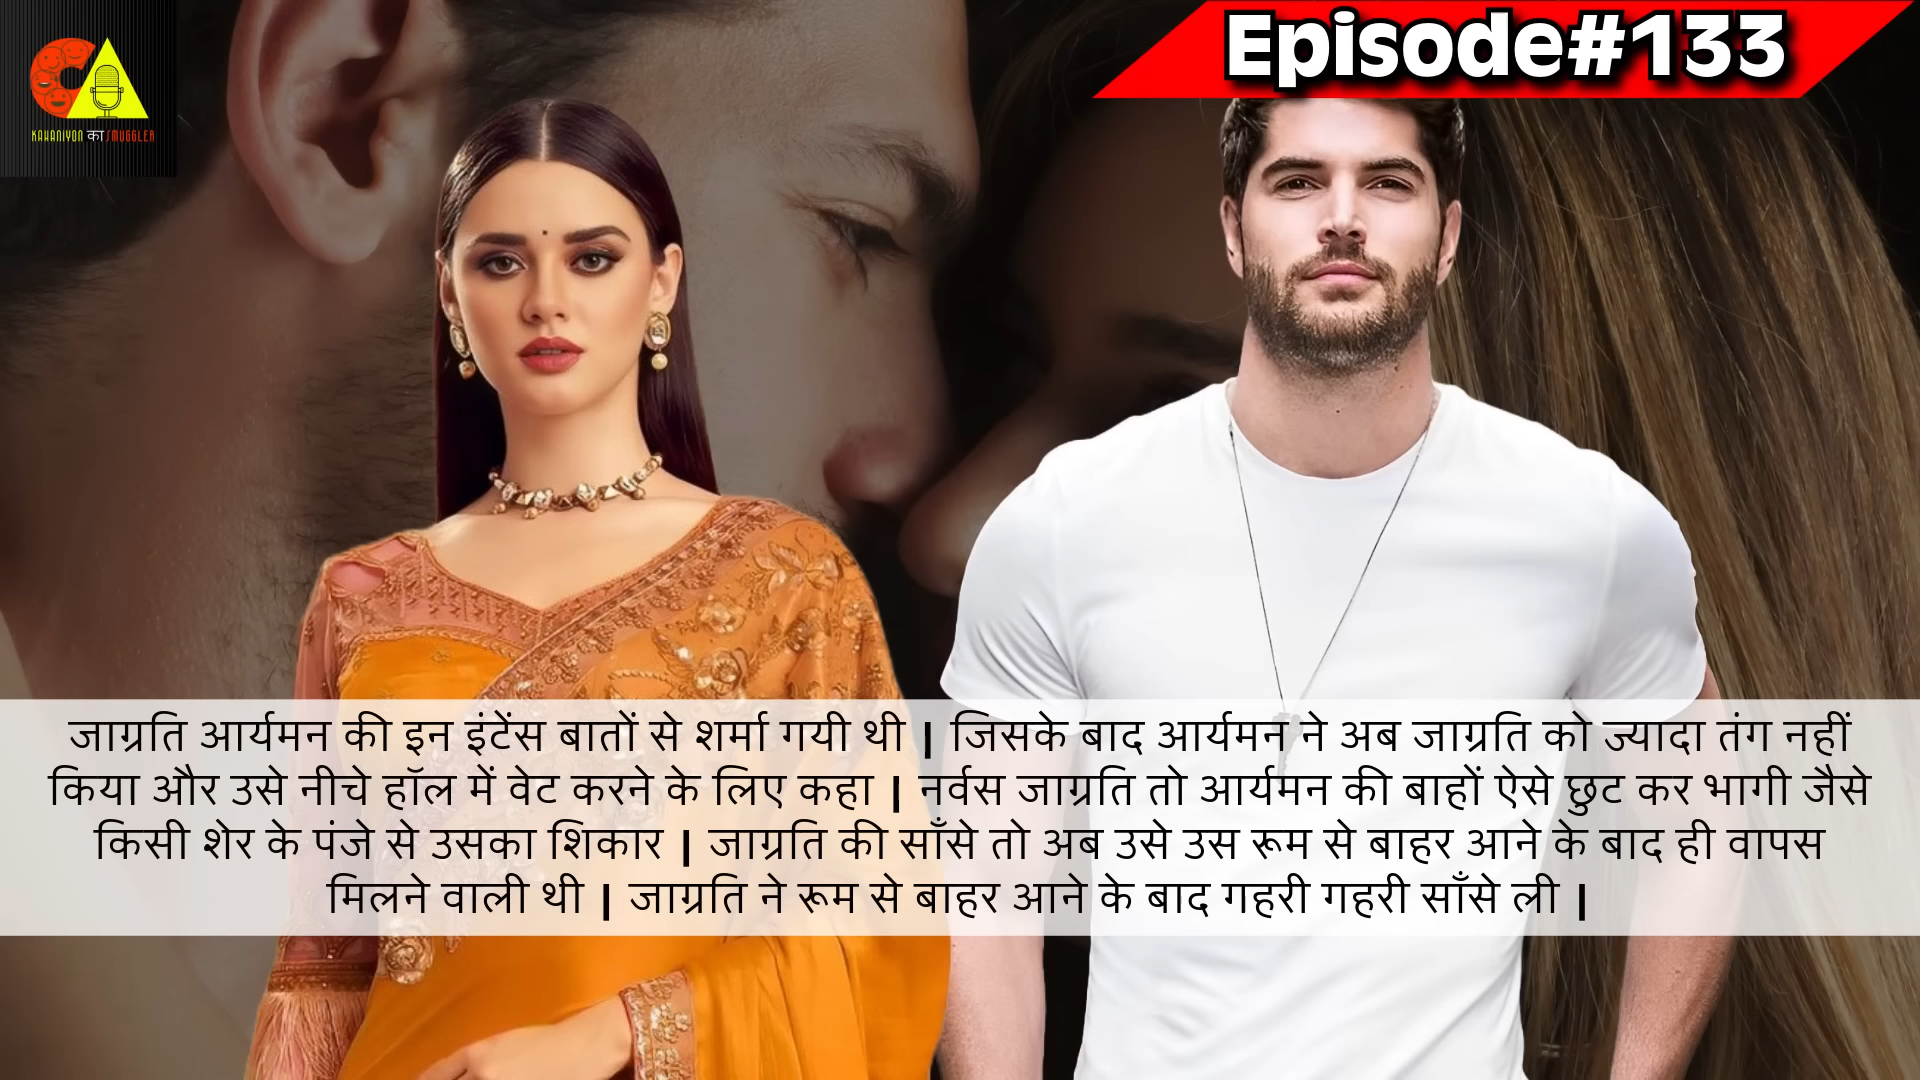 Episode#133
KAHANIYON का SMUGGLER
जाग्रति आर्यमन की इन इंटेंस बातों से शर्मा गयी थी | जिसके बाद आर्यमन ने अब जाग्रति को ज्यादा तंग नहीं
किया और उसे नीचे हॉल में वेट करने के लिए कहा | नर्वस जाग्रति तो आर्यमन की बाहों ऐसे छुट कर भागी जैसे
किसी शेर के पंजे से उसका शिकार | जाग्रति की साँसे तो अब उसे उस रूम से बाहर आने के बाद ही वापस
मिलने वाली थी | जाग्रति ने रूम से बाहर आने के बाद गहरी गहरी साँसे ली |